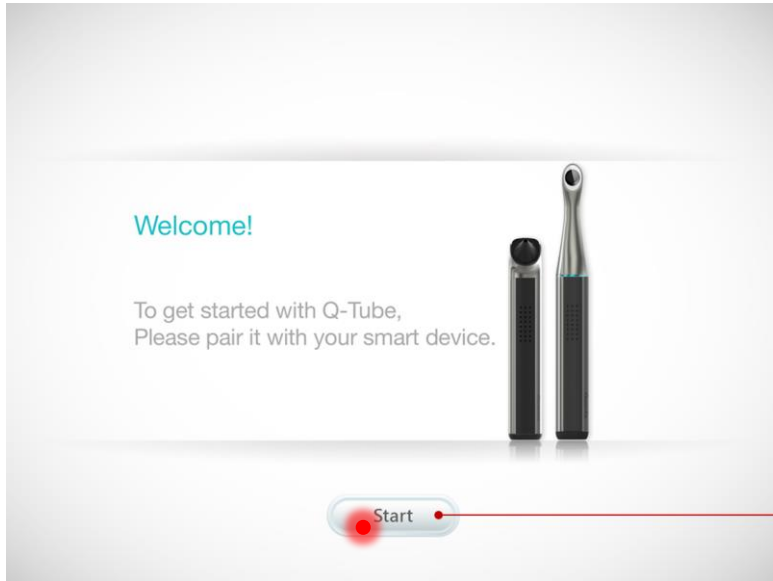 Welcome!
To get started with Q-Tube,
Please pair it with your smart device.
Start